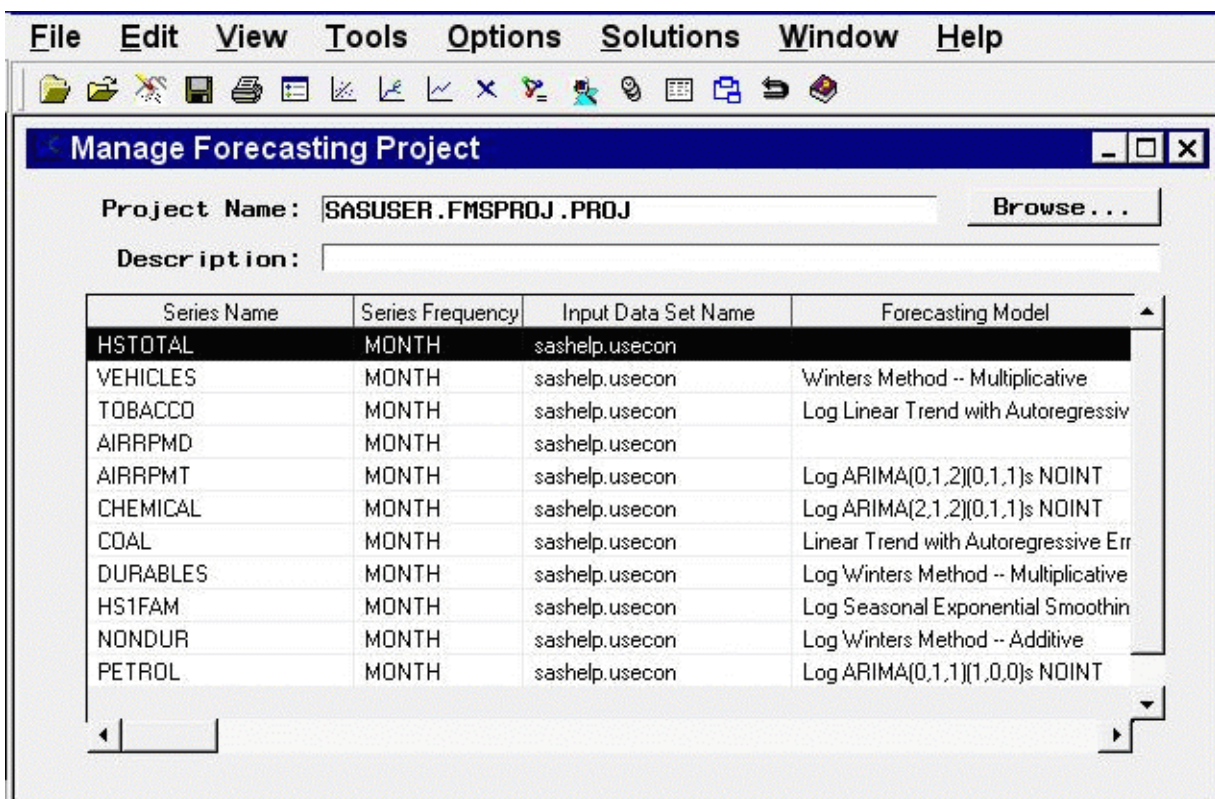 File Edit View Tools Options Solutions Window Help
Manage Forecasting Project
Project Name: SASUSER.FMSPROJ.PROJ Browse...
Description:
Series Name Series Frequency Input Data Set Name Forecasting Model
HSTOTAL MONTH sashelp.usecon
VEHICLES MONTH sashelp.usecon Winters Method -- Multiplicative
TOBACCO MONTH sashelp.usecon Log Linear Trend with Autoregressiv
AIRRPMD MONTH sashelp.usecon
AIRRPMT MONTH sashelp.usecon Log ARIMA(0,1,2)(0,1,1)s NOINT
CHEMICAL MONTH sashelp.usecon Log ARIMA(2,1,2)(0,1,1)s NOINT
COAL MONTH sashelp.usecon Linear Trend with Autoregressive Err
DURABLES MONTH sashelp.usecon Log Winters Method -- Multiplicative
HS1FAM MONTH sashelp.usecon Log Seasonal Exponential Smoothin
NONDUR MONTH sashelp.usecon Log Winters Method -- Additive
PETROL MONTH sashelp.usecon Log ARIMA(0,1,1)(1,0,0)s NOINT